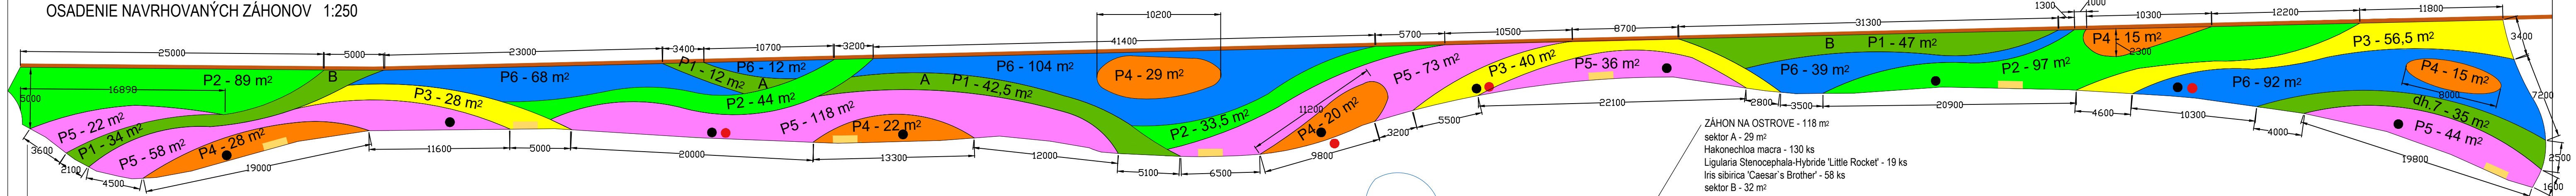 OSADENIE NAVRHOVANÝCH ZÁHONOV 1:250
25000
5000
23000
3400
10700
3200
41400
10200
5700
10500
8700
31300
1300
1000
10300
12200
11800
P2 - 89 m²
B
P6 - 68 m²
P1 - 12 m²
P6 - 12 m²
A
P6 - 104 m²
P4 - 29 m²
P5 - 73 m²
P3 - 40 m²
P5- 36 m²
B
P1 - 47 m²
P4 - 15 m²
2300
P3 - 56,5 m²
3400
5000
16898
P3 - 28 m²
P2 - 44 m²
A
P1 - 42,5 m²
P6 - 39 m²
P2 - 97 m²
P6 - 92 m²
P4 - 15 m²
8000
7200
P5 - 22 m²
P1 - 34 m²
P5 - 58 m²
P4 - 28 m²
P5 - 118 m²
P4 - 22 m²
P2 - 33,5 m²
11200
P4 - 20 m²
dh.7 - 35 m²
P5 - 44 m²
3600
2100
4500
19000
11600
5000
20000
13300
12000
5100
6500
9800
3200
5500
22100
2800
3500
20900
4600
10300
4000
19800
2500
1600
ZÁHON NA OSTROVE - 118 m²
sektor A - 29 m²
Hakonechloa macra - 130 ks
Ligularia Stenocephala-Hybride 'Little Rocket' - 19 ks
Iris sibirica 'Caesar`s Brother' - 58 ks
sektor B - 32 m²